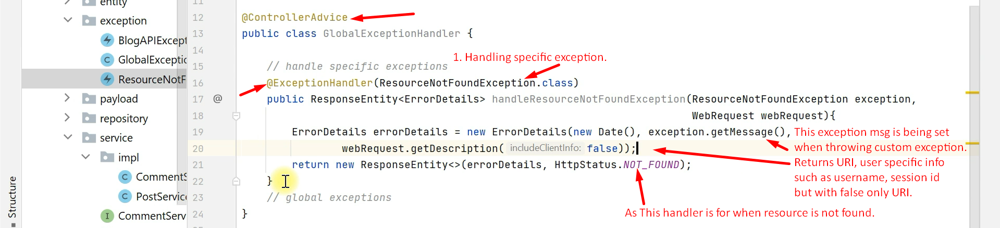 entity
exception
BlogAPIExcept
GlobalExceptio
ResourceNotF
payload
repository
service
impl
CommentS
PostService
CommentServ
Structure
11
12 @ControllerAdvice
13 public class GlobalExceptionHandler {
14
1. Handling specific exception.
15 // handle specific exceptions
16 @ExceptionHandler(ResourceNotFoundException.class)
17 @ public ResponseEntity<ErrorDetails> handleResourceNotFoundException(ResourceNotFoundException exception,
18 WebRequest webRequest){
19 ErrorDetails errorDetails = new ErrorDetails(new Date(), exception.getMessage(),
20 webRequest.getDescription( includeClientInfo: false));
21 return new ResponseEntity<>(errorDetails, HttpStatus.NOT_FOUND);
22 }
23 // global exceptions
24 }
This exception msg is being set
when throwing custom exception.
Returns URI, user specific info
such as username, session id
but with false only URI.
As This handler is for when resource is not found.